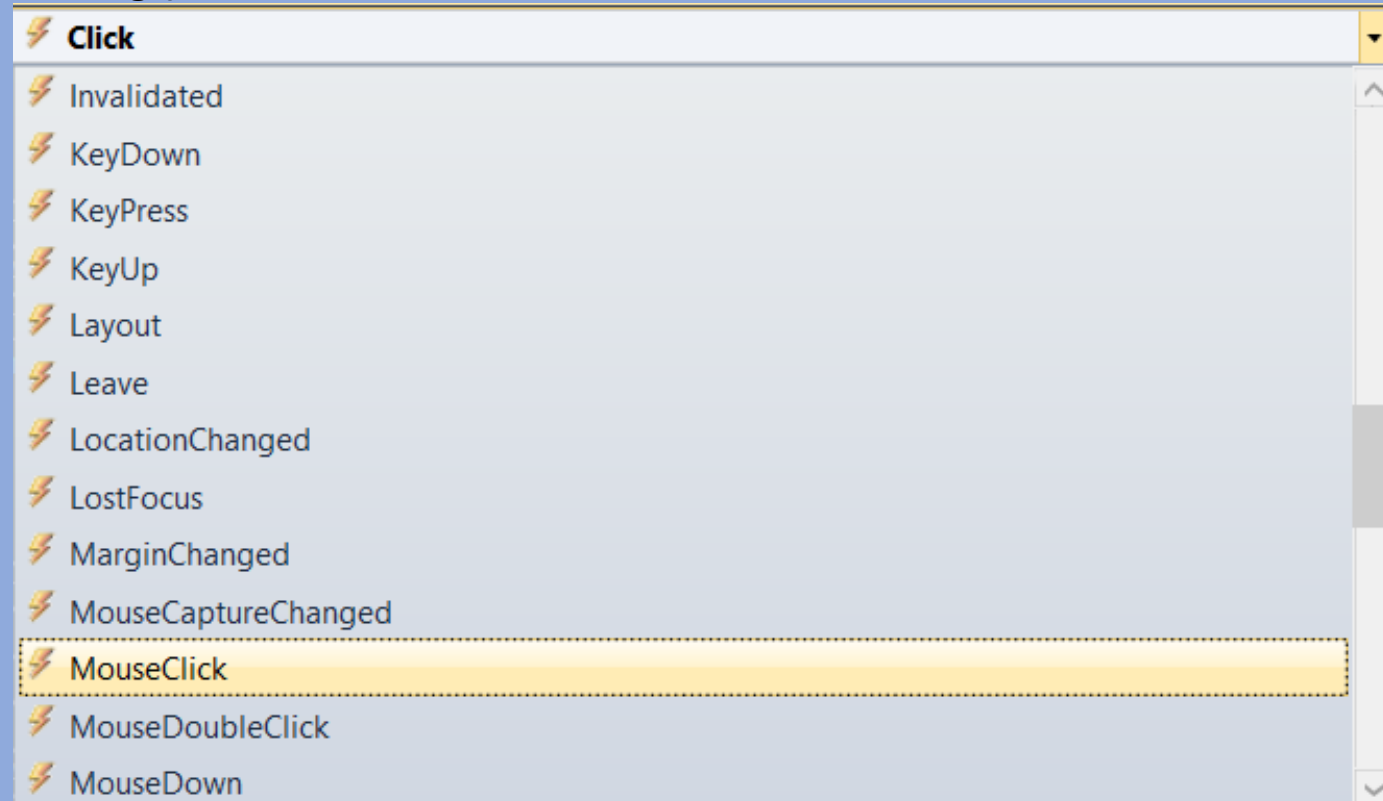 Click
Invalidated
KeyDown
KeyPress
KeyUp
Layout
Leave
LocationChanged
LostFocus
MarginChanged
MouseCaptureChanged
MouseClick
MouseDoubleClick
MouseDown